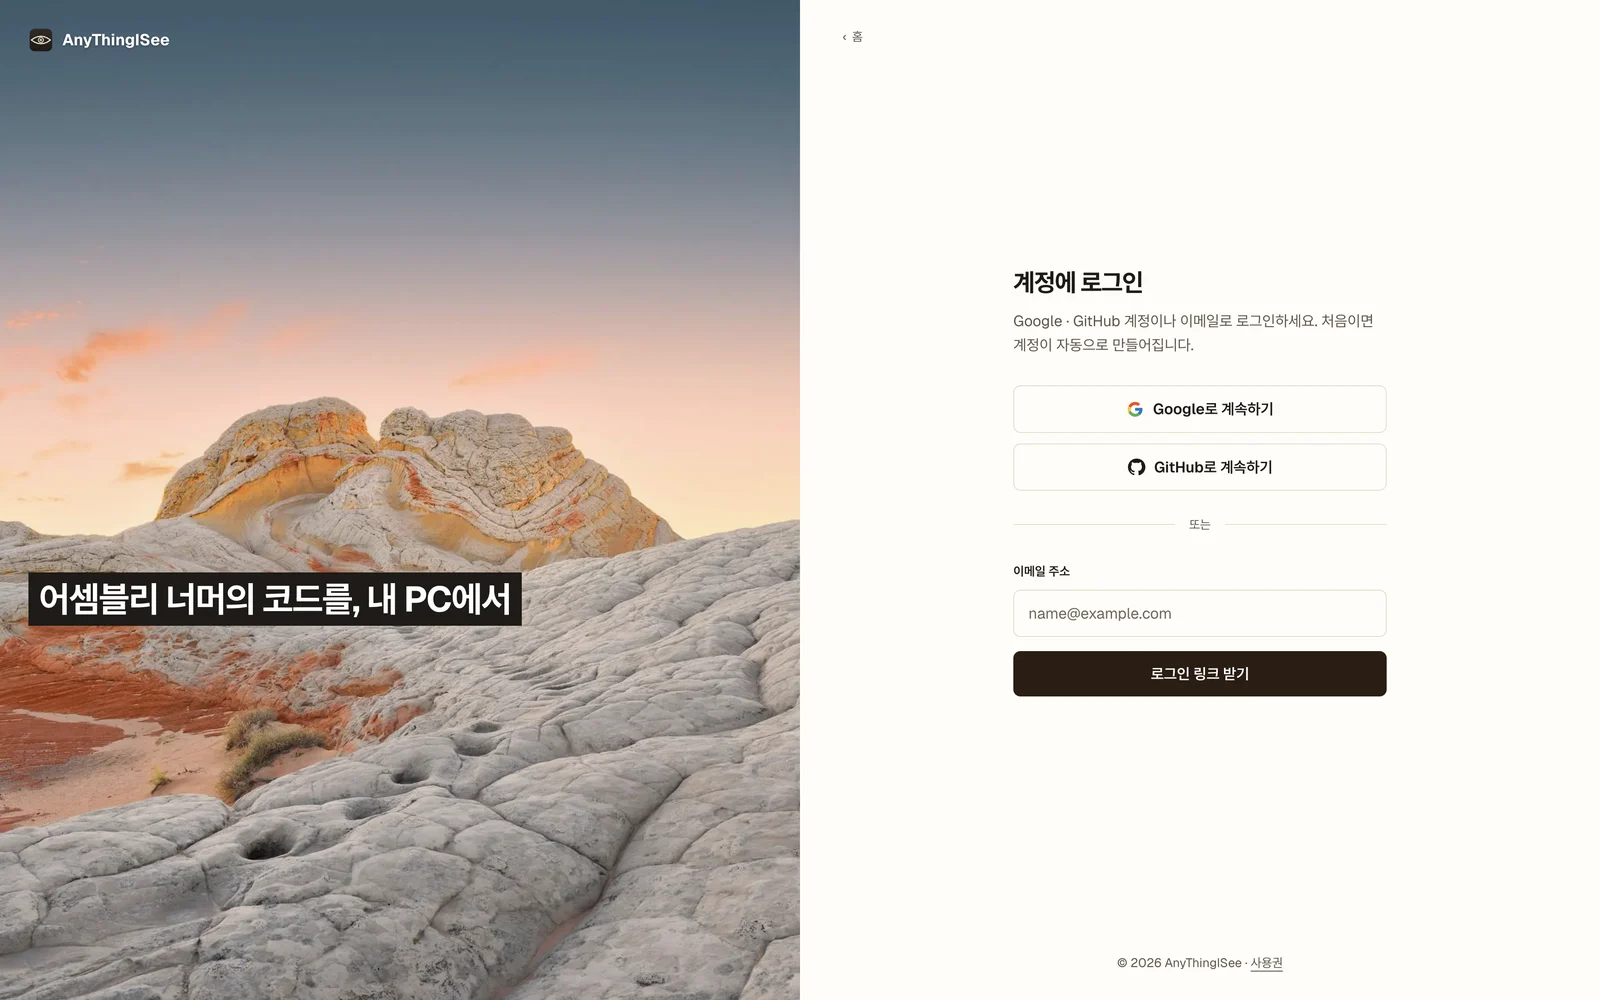 AnyThingISee
어셈블리 너머의 코드를, 내 PC에서
‹ 홈
계정에 로그인
Google · GitHub 계정이나 이메일로 로그인하세요. 처음이면
계정이 자동으로 만들어집니다.
Google로 계속하기
GitHub로 계속하기
또는
이메일 주소
name@example.com
로그인 링크 받기
© 2026 AnyThingISee · 사용권